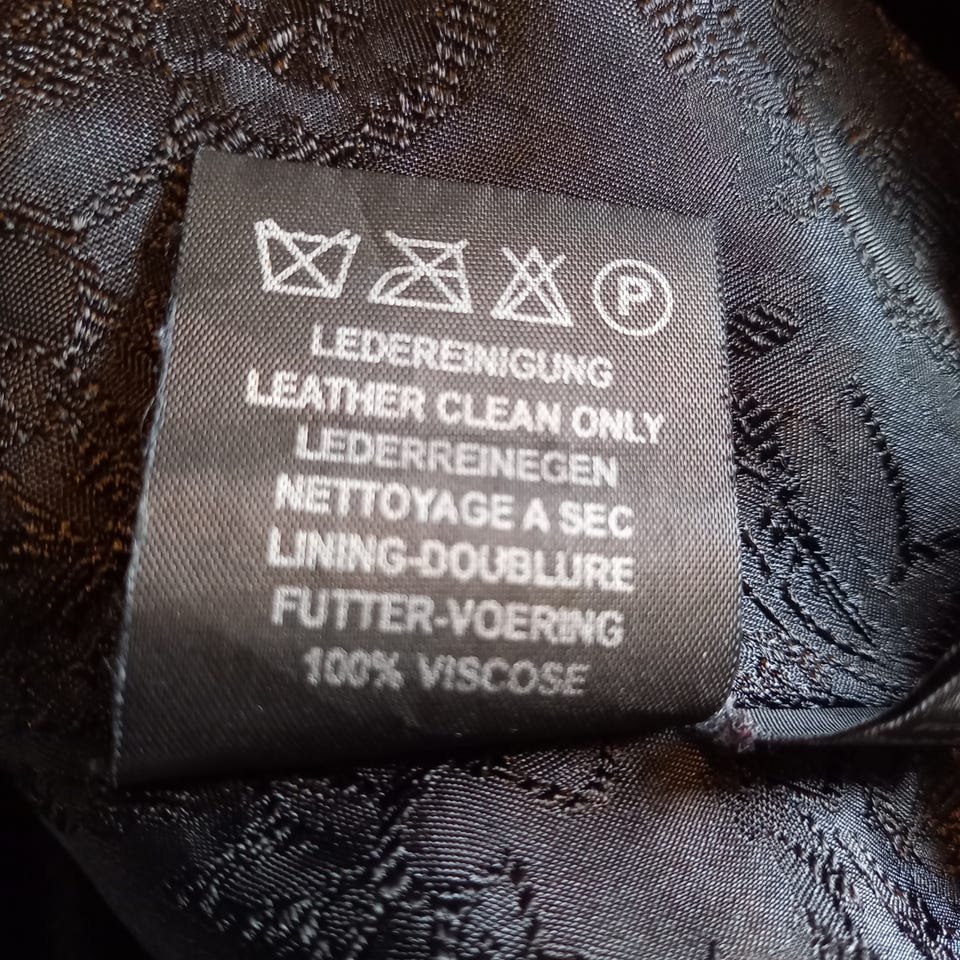 P
LEDEREINIGUNG
LEATHER CLEAN ONLY
LEDERREINEGEN
NETTOYAGE A SEC
LINING-DOUBLURE
FUTTER-VOERING
100% VISCOSE